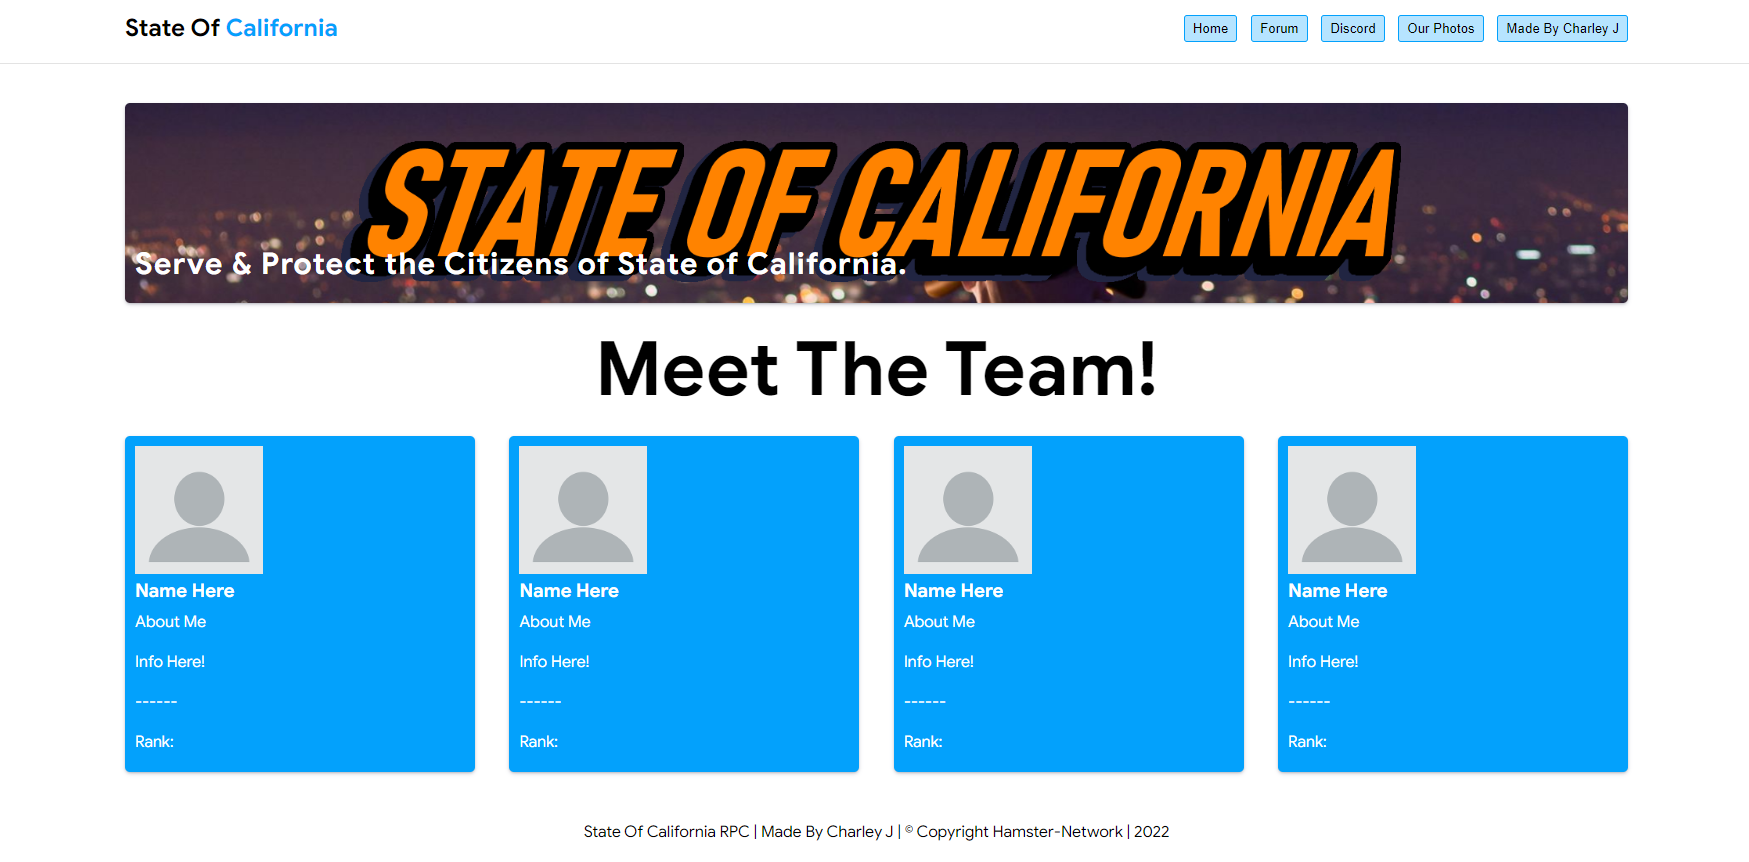 State Of California
Home Forum Discord Our Photos Made By Charley J
STATE OF CALIFORNIA
Serve & Protect the Citizens of State of California.
Meet The Team!
Name Here
About Me
Info Here!
------
Rank:
Name Here
About Me
Info Here!
------
Rank:
Name Here
About Me
Info Here!
------
Rank:
Name Here
About Me
Info Here!
------
Rank:
State Of California RPC | Made By Charley J | © Copyright Hamster-Network | 2022